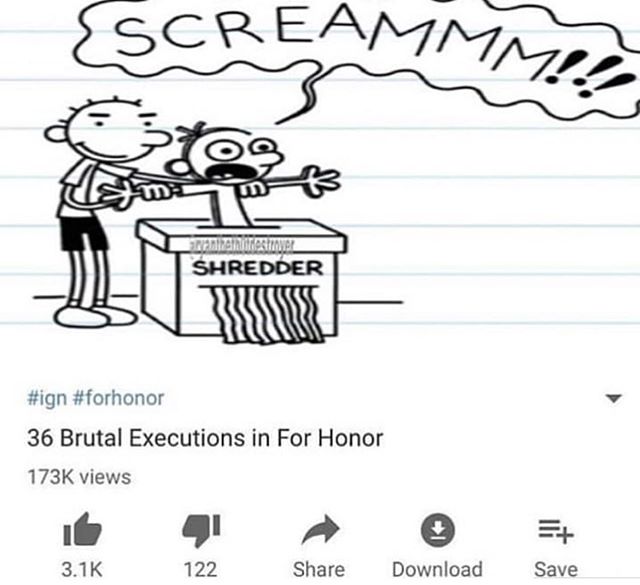 SCREAMMM!!!
SHREDDER
#ign #forhonor
36 Brutal Executions in For Honor
173K views
3.1K 122 Share Download Save